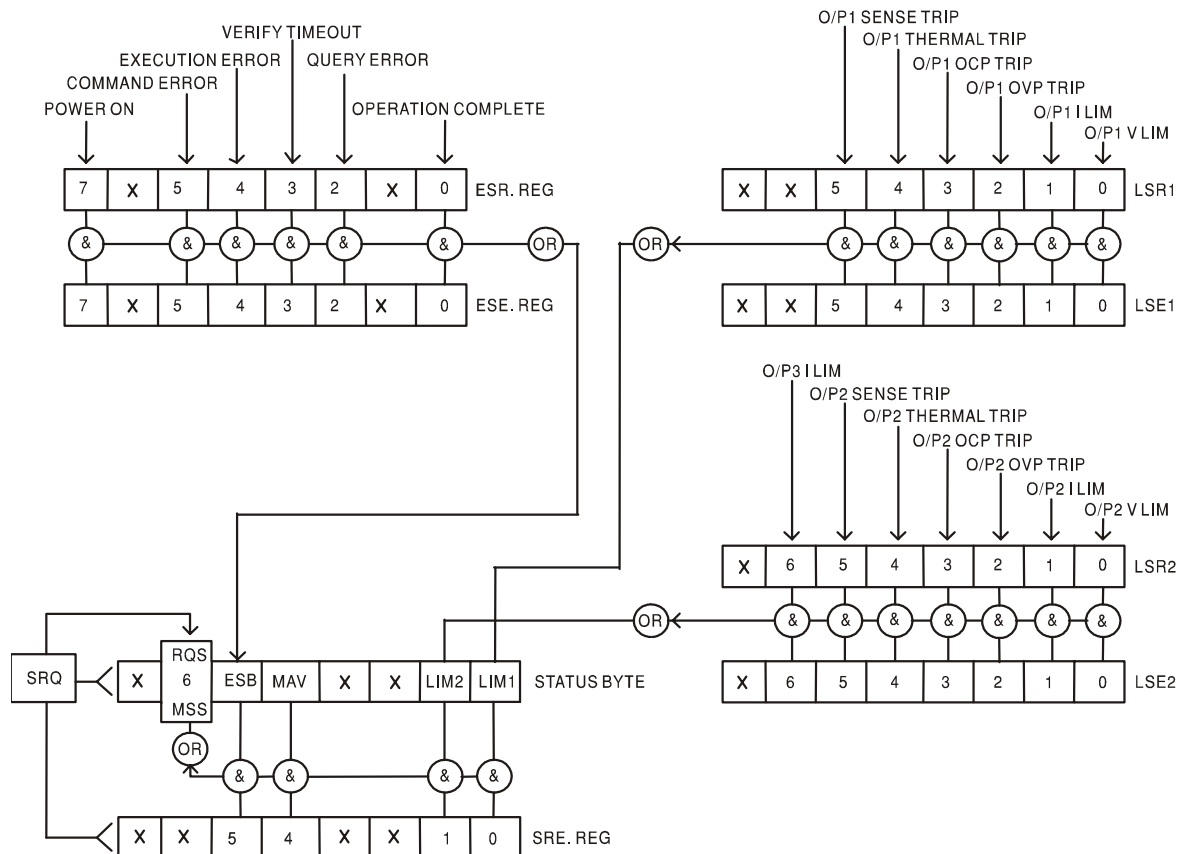 VERIFY TIMEOUT
EXECUTION ERROR
QUERY ERROR
COMMAND ERROR
POWER ON
OPERATION COMPLETE
7 X 5 4 3 2 X 0 ESR. REG
& & & & & & OR
7 X 5 4 3 2 X 0 ESE. REG
O/P1 SENSE TRIP
O/P1 THERMAL TRIP
O/P1 OCP TRIP
O/P1 OVP TRIP
O/P1 I LIM
O/P1 V LIM
X X 5 4 3 2 1 0 LSR1
OR & & & & & &
X X 5 4 3 2 1 0 LSE1
O/P3 I LIM
O/P2 SENSE TRIP
O/P2 THERMAL TRIP
O/P2 OCP TRIP
O/P2 OVP TRIP
O/P2 I LIM
O/P2 V LIM
X 6 5 4 3 2 1 0 LSR2
OR & & & & & & &
X 6 5 4 3 2 1 0 LSE2
SRQ
X RQS 6 MSS ESB MAV X X LIM2 LIM1 STATUS BYTE
OR
& & & &
X X 5 4 X X 1 0 SRE. REG